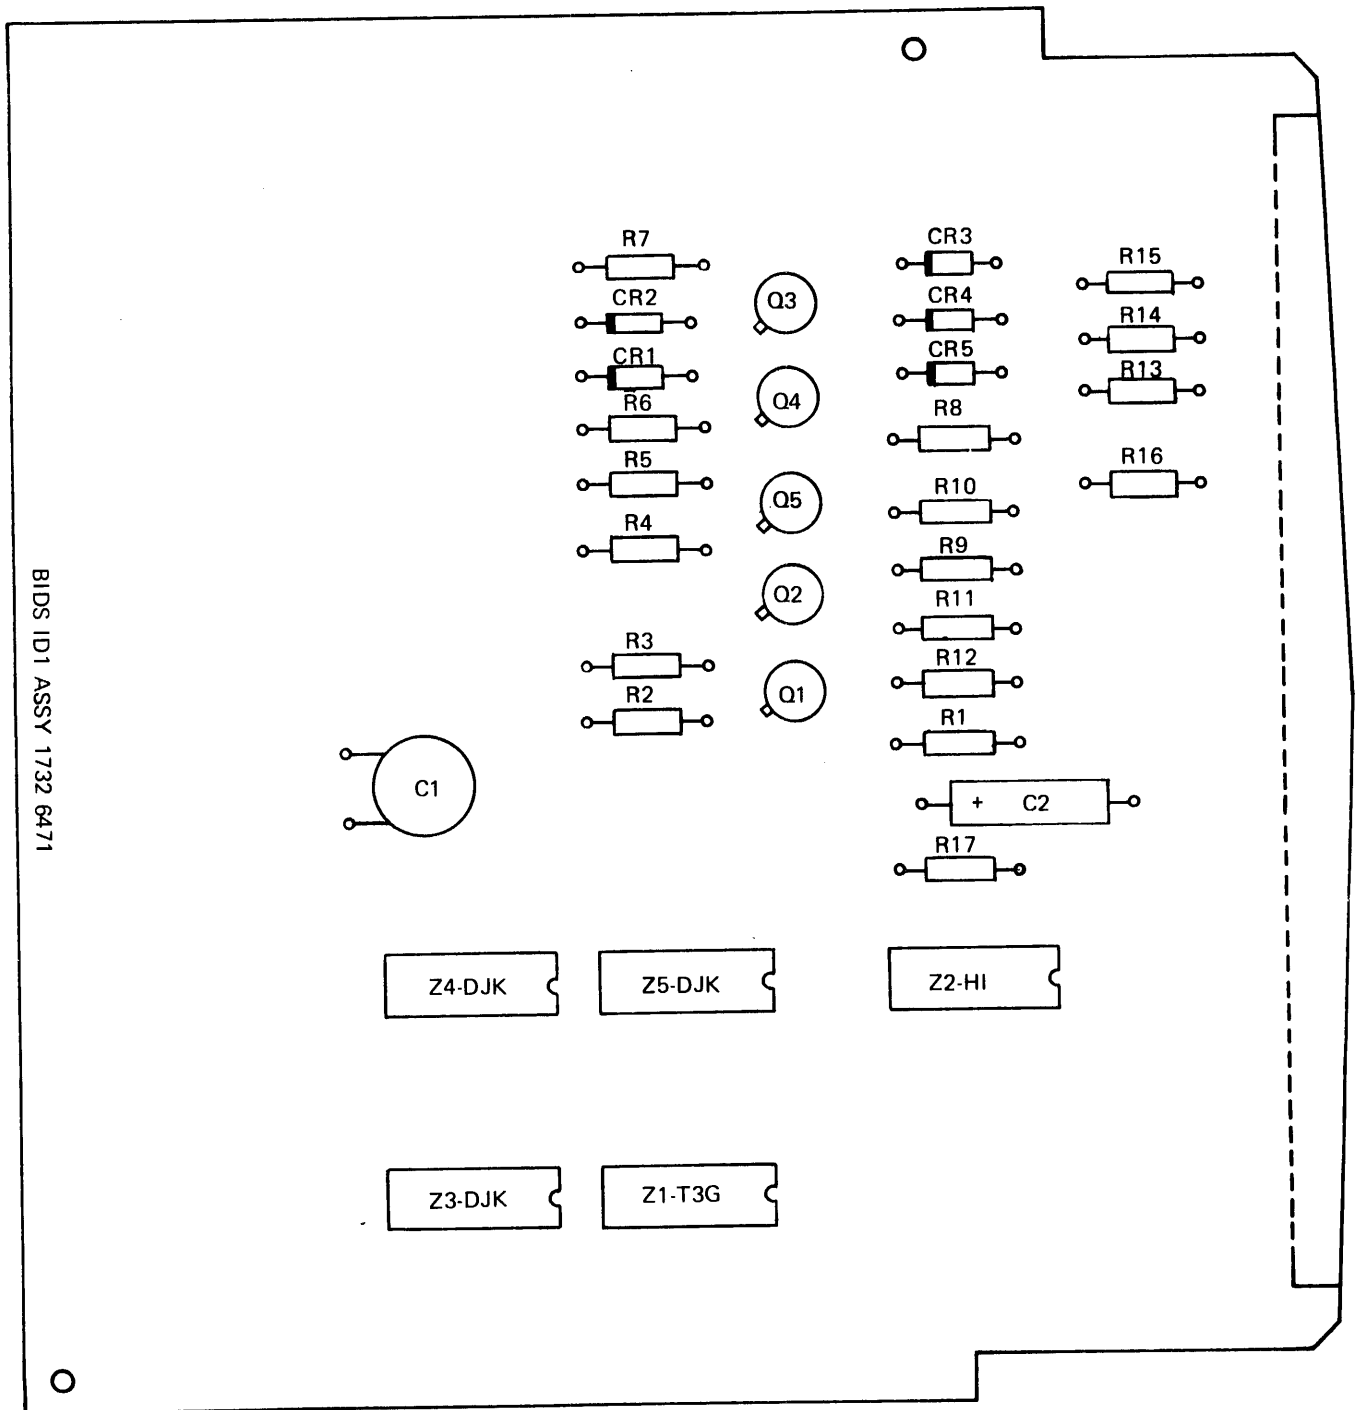 R7
CR2
CR1
R6
R5
R4
R3
R2
Q3
Q4
Q5
Q2
Q1
CR3
CR4
CR5
R8
R10
R9
R11
R12
R1
+ C2
R17
R15
R14
R13
R16
C1
BIDS ID1 ASSY 1732 6471
Z4-DJK
Z5-DJK
Z2-HI
Z3-DJK
Z1-T3G